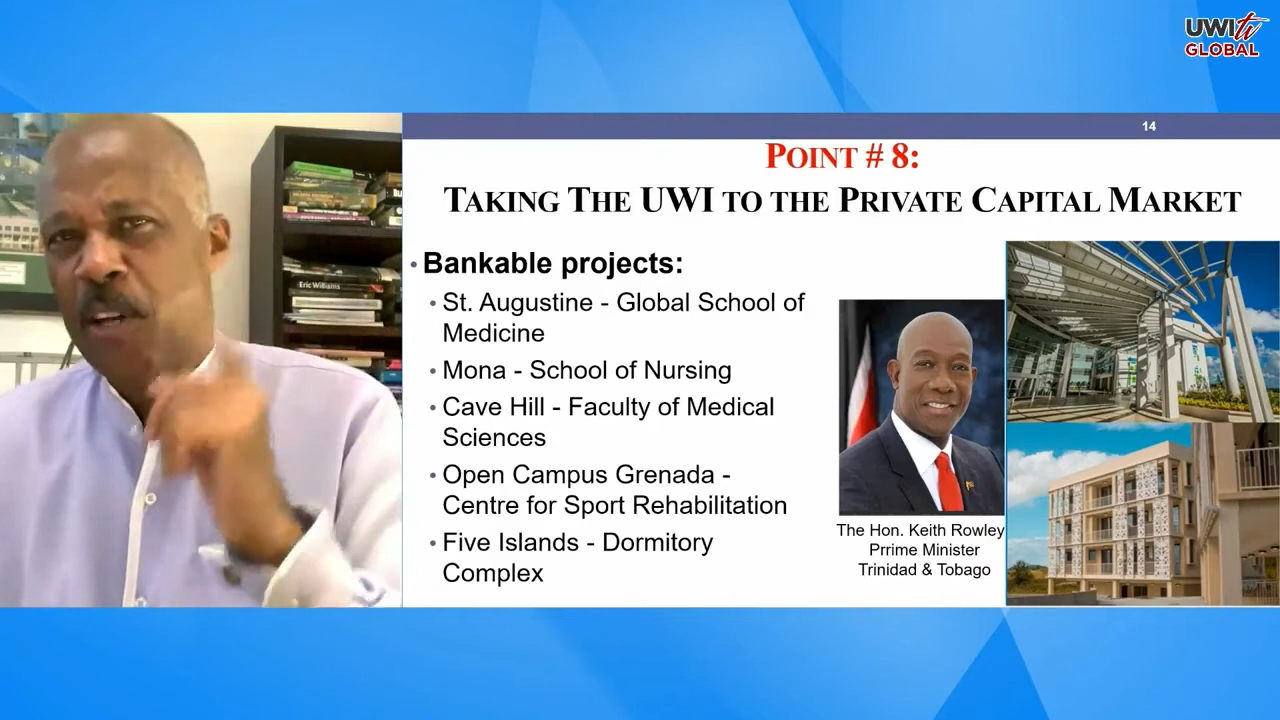 UWItv
GLOBAL
14
POINT # 8:
TAKING THE UWI TO THE PRIVATE CAPITAL MARKET
• Bankable projects:
• St. Augustine - Global School of
Medicine
• Mona - School of Nursing
• Cave Hill - Faculty of Medical
Sciences
• Open Campus Grenada -
Centre for Sport Rehabilitation
• Five Islands - Dormitory
Complex
The Hon. Keith Rowley
Prrime Minister
Trinidad & Tobago
Eric Williams